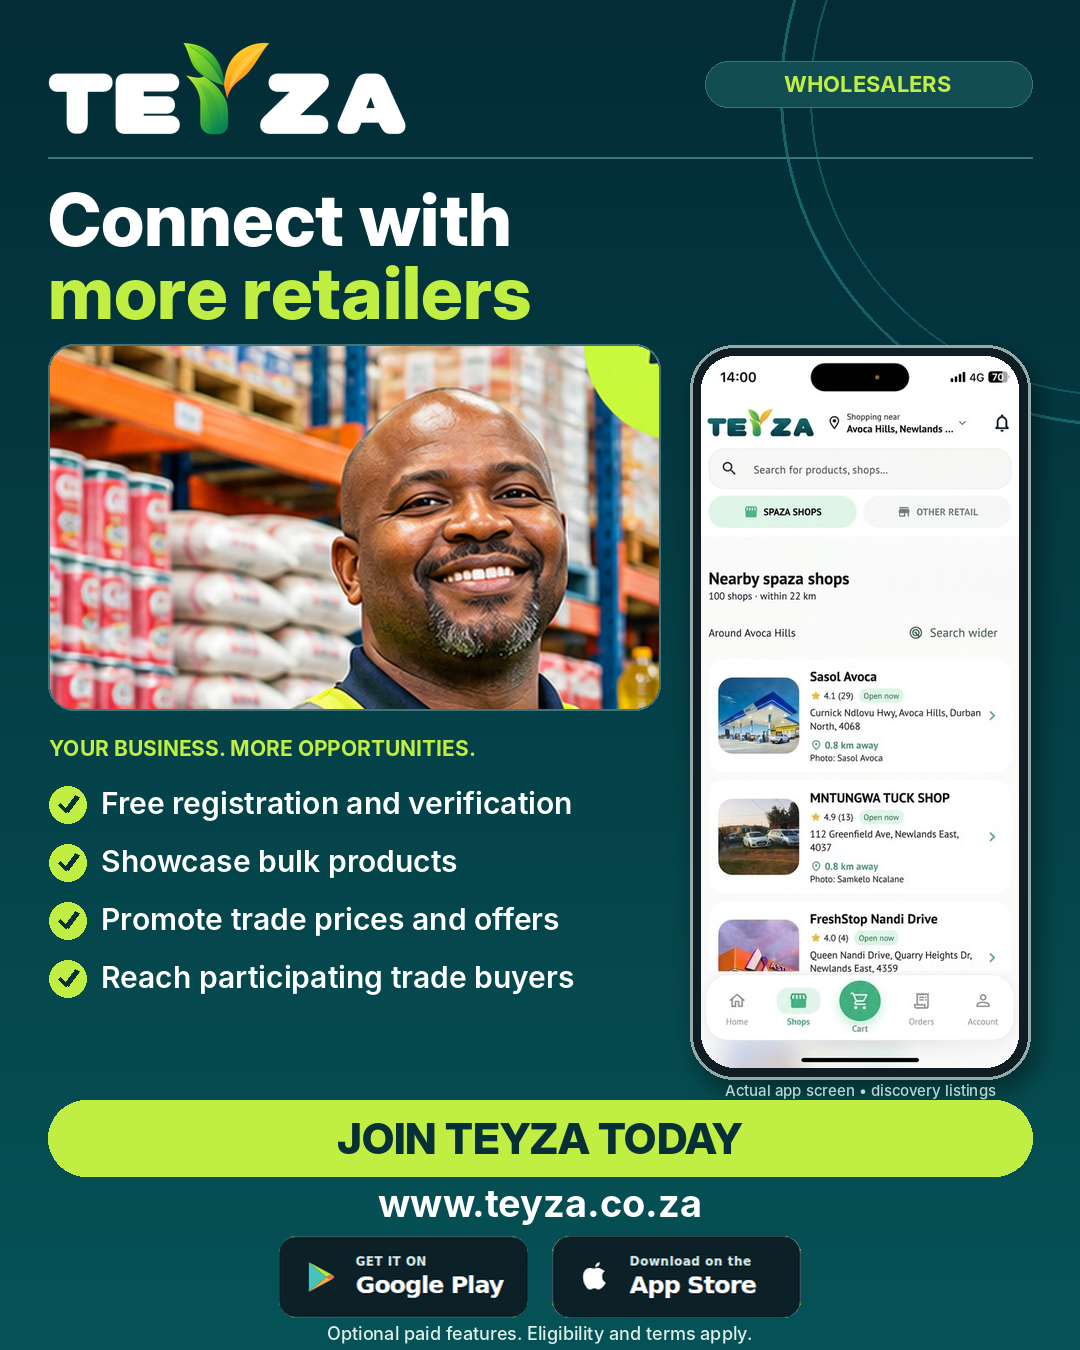 TEYZA
WHOLESALERS
Connect with
more retailers
14:00
4G 70
TEYZA
Shopping near
Avoca Hills, Newlands ...
Search for products, shops...
SPAZA SHOPS
OTHER RETAIL
Nearby spaza shops
100 shops · within 22 km
Around Avoca Hills
Search wider
Sasol Avoca
4.1 (29) Open now
Curnick Ndlovu Hwy, Avoca Hills, Durban
North, 4068
0.8 km away
Photo: Sasol Avoca
MNTUNGWA TUCK SHOP
4.9 (13) Open now
112 Greenfield Ave, Newlands East,
4037
0.8 km away
Photo: Samkelo Ncalane
FreshStop Nandi Drive
4.0 (4) Open now
Queen Nandi Drive, Quarry Heights Dr,
Newlands East, 4359
Home
Shops
Cart
Orders
Account
Actual app screen • discovery listings
YOUR BUSINESS. MORE OPPORTUNITIES.
Free registration and verification
Showcase bulk products
Promote trade prices and offers
Reach participating trade buyers
JOIN TEYZA TODAY
www.teyza.co.za
GET IT ON
Google Play
Download on the
App Store
Optional paid features. Eligibility and terms apply.